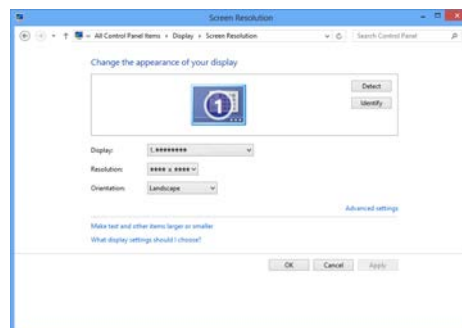 Screen Resolution
« All Control Panel Items › Display › Screen Resolution
Search Control Panel
Change the appearance of your display
Detect
Identify
1
Display: 1.********
Resolution: **** x ****
Orientation: Landscape
Advanced settings
Make text and other items larger or smaller
What display settings should I choose?
OK Cancel Apply